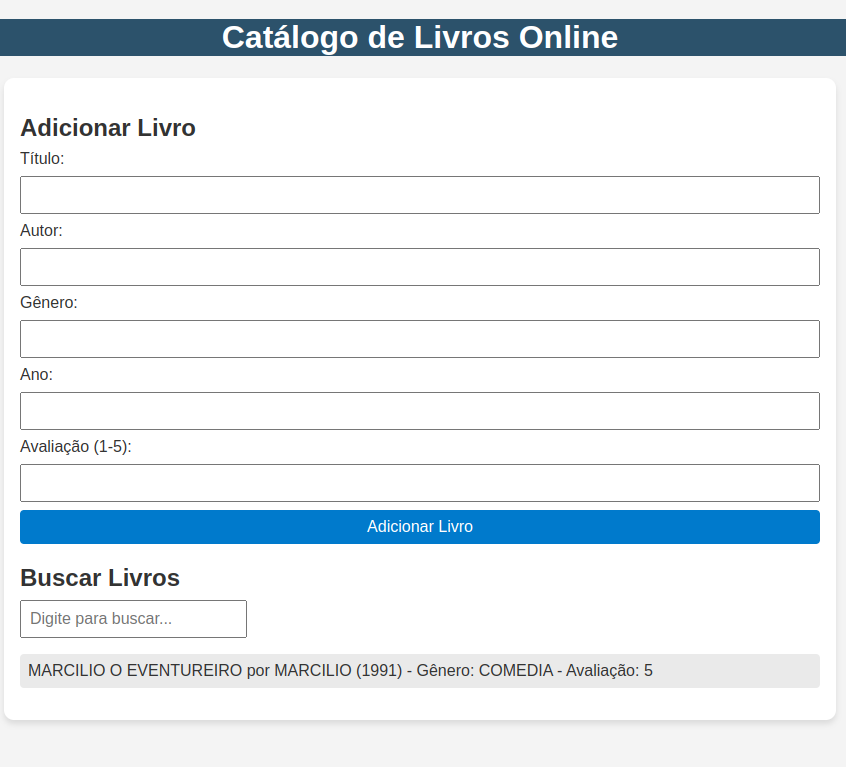 Catálogo de Livros Online
Adicionar Livro
Título:
Autor:
Gênero:
Ano:
Avaliação (1-5):
Adicionar Livro
Buscar Livros
Digite para buscar...
MARCILIO O EVENTUREIRO por MARCILIO (1991) - Gênero: COMEDIA - Avaliação: 5